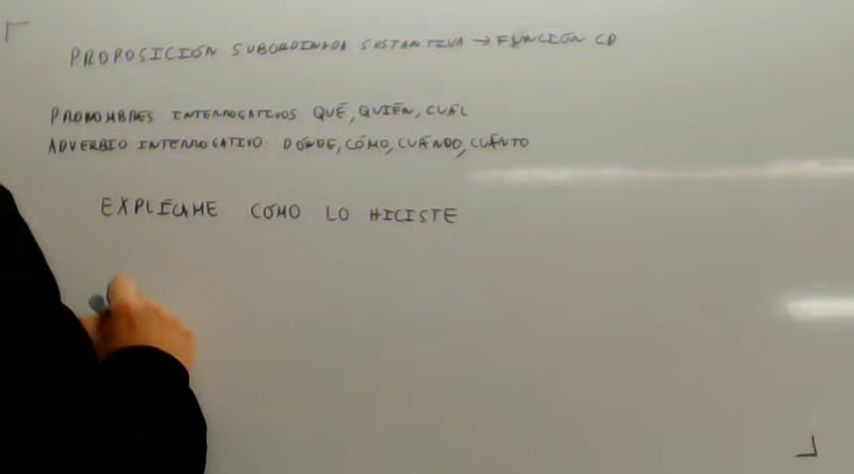 PROPOSICIÓN SUBORDINADA SUSTANTIVA → FUNCIÓN CD
PRONOMBRES INTERROGATIVOS QUÉ, QUIÉN, CUÁL
ADVERBIO INTERROGATIVO: DÓNDE, CÓMO, CUÁNDO, CUÁNTO
EXPLÍCAME CÓMO LO HICISTE